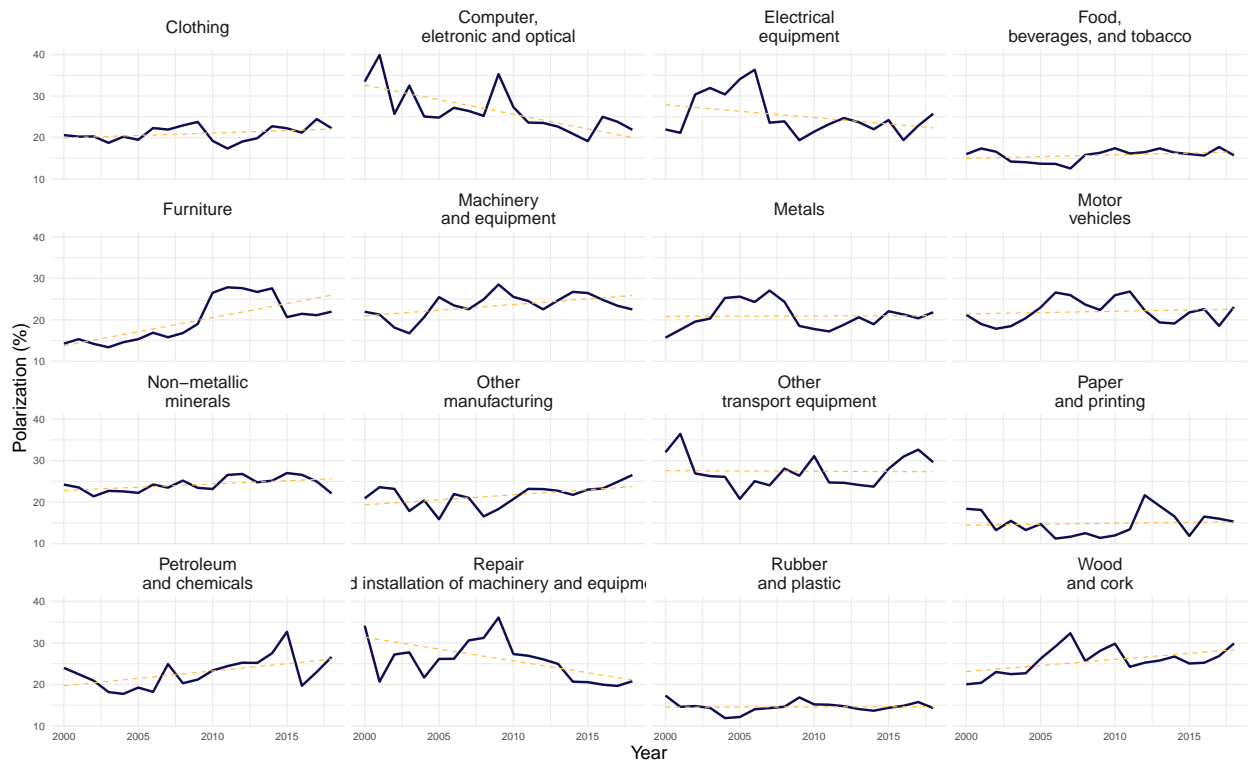 Clothing
Computer,
eletronic and optical
Electrical
equipment
Food,
beverages, and tobacco
40
30
20
10
Furniture
Machinery
and equipment
Metals
Motor
vehicles
40
30
20
10
Non−metallic
minerals
Other
manufacturing
Other
transport equipment
Paper
and printing
40
30
20
10
Petroleum
and chemicals
Repair
d installation of machinery and equipm
Rubber
and plastic
Wood
and cork
40
30
20
10
2000 2005 2010 2015
2000 2005 2010 2015
2000 2005 2010 2015
2000 2005 2010 2015
Year
Polarization (%)